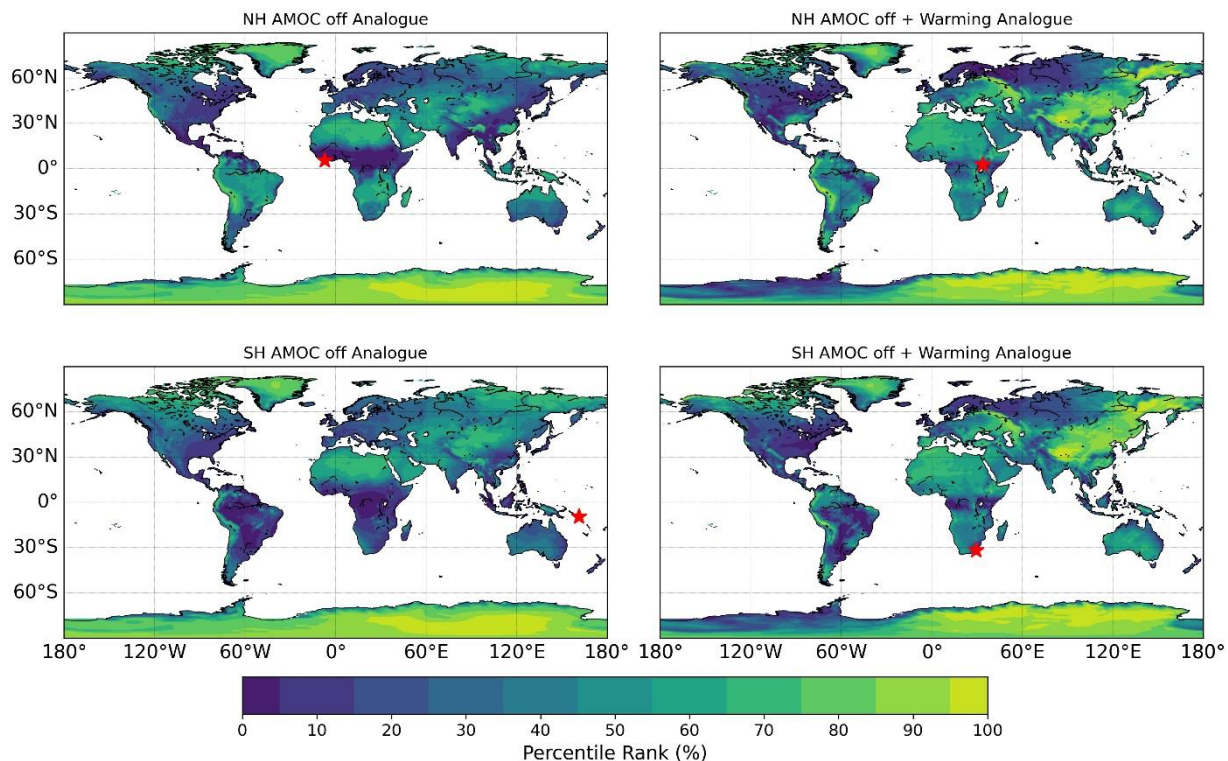 NH AMOC off Analogue
NH AMOC off + Warming Analogue
60°N
30°N
0°
30°S
60°S
SH AMOC off Analogue
SH AMOC off + Warming Analogue
60°N
30°N
0°
30°S
60°S
180° 120°W 60°W 0° 60°E 120°E 180° 180° 120°W 60°W 0° 60°E 120°E 180°
0 10 20 30 50 60 70 80 90 100
Percentile Rank (%)